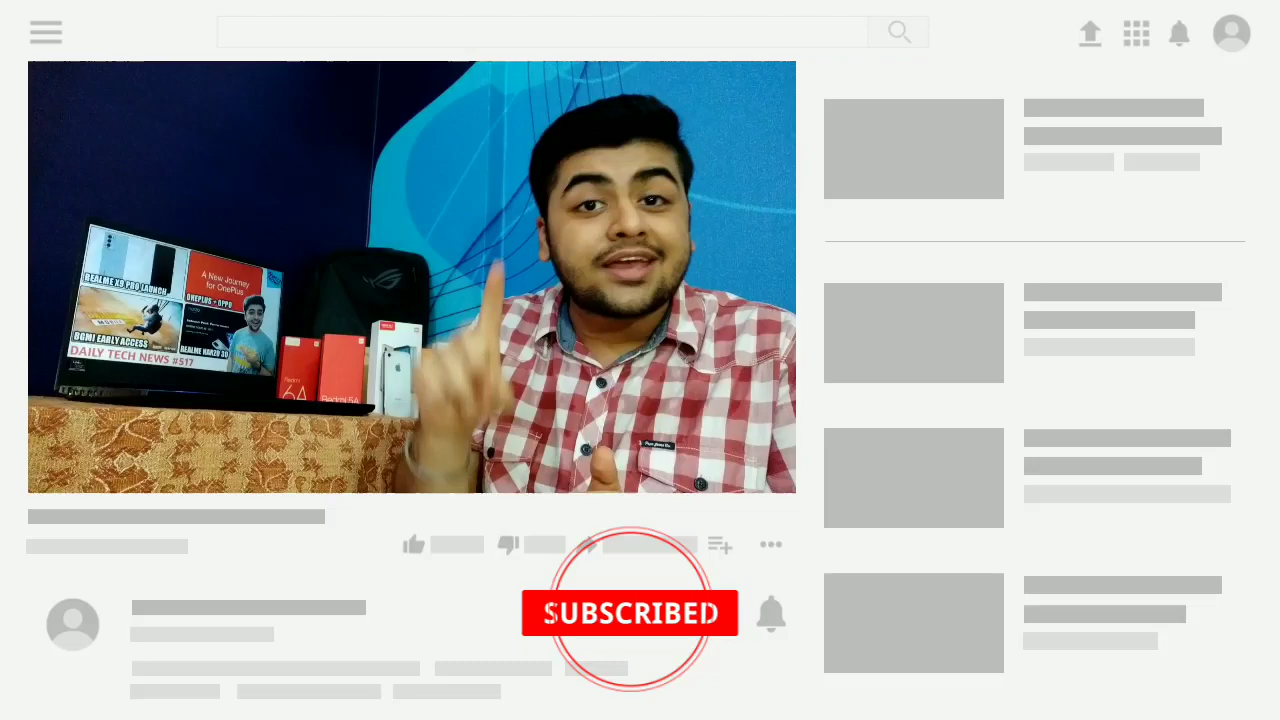 REALME X9 PRO LAUNCH
A New Journey
for OnePlus
ONEPLUS + OPPO
BGMI EARLY ACCESS
REALME NARZO 30
DAILY TECH NEWS #517
Redmi
6A
Redmi 5A
SUBSCRIBED